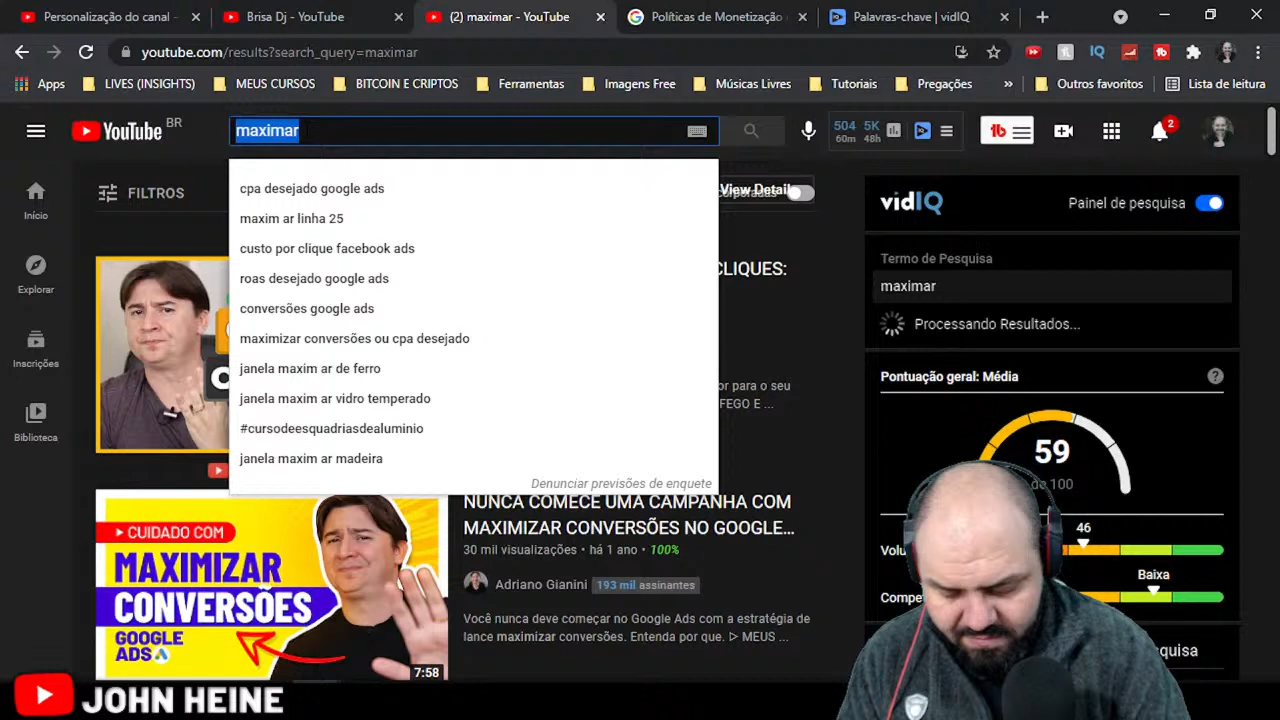 Personalização do canal -
Brisa Dj - YouTube
(2) maximar - YouTube
Políticas de Monetização
Palavras-chave | vidIQ
youtube.com/results?search_query=maximar
Apps
LIVES (INSIGHTS)
MEUS CURSOS
BITCOIN E CRIPTOS
Ferramentas
Imagens Free
Músicas Livres
Tutoriais
Pregações
Outros favoritos
Lista de leitura
YouTube BR
maximar
504 5K
60m 48h
2
Início
Explorar
Inscrições
Biblioteca
FILTROS
View Detail
cpa desejado google ads
maxim ar linha 25
custo por clique facebook ads
roas desejado google ads
conversões google ads
maximizar conversões ou cpa desejado
janela maxim ar de ferro
janela maxim ar vidro temperado
#cursodeesquadriasdealuminio
janela maxim ar madeira
Denunciar previsões de enquete
CLIQUES:
or para o seu
FEGO E ...
CUIDADO COM
MAXIMIZAR
CONVERSÕES
GOOGLE
ADS
7:58
NUNCA COMECE UMA CAMPANHA COM
MAXIMIZAR CONVERSÕES NO GOOGLE...
30 mil visualizações • há 1 ano • 100%
Adriano Gianini 193 mil assinantes
Você nunca deve começar no Google Ads com a estratégia de
lance maximizar conversões. Entenda por que. ▷ MEUS ...
vidIQ
Painel de pesquisa
Termo de Pesquisa
maximar
Processando Resultados...
Pontuação geral: Média
59
de 100
46
Volu
Baixa
Compe
squisa
JOHN HEINE